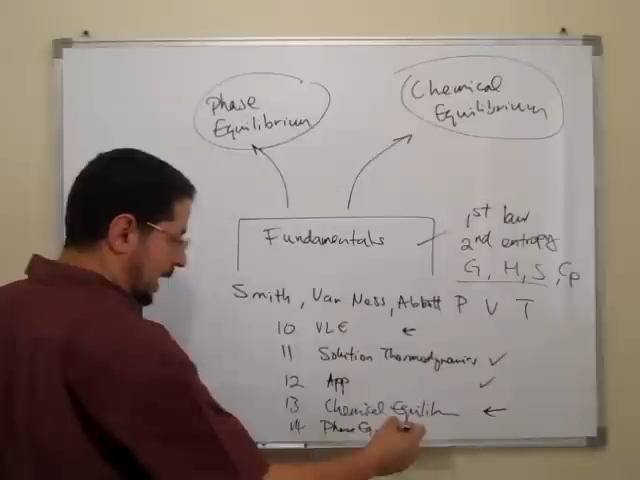 Phase
Equilibrium
Chemical
Equilibrium
Fundamentals
1st law
2nd entropy
G, H, S, Cp
P V T
Smith, Van Ness, Abbott
10 VLE ←
11 Solution Thermodynamics ✓
12 App ✓
13 Chemical Equilib ←
14 Phase Eq